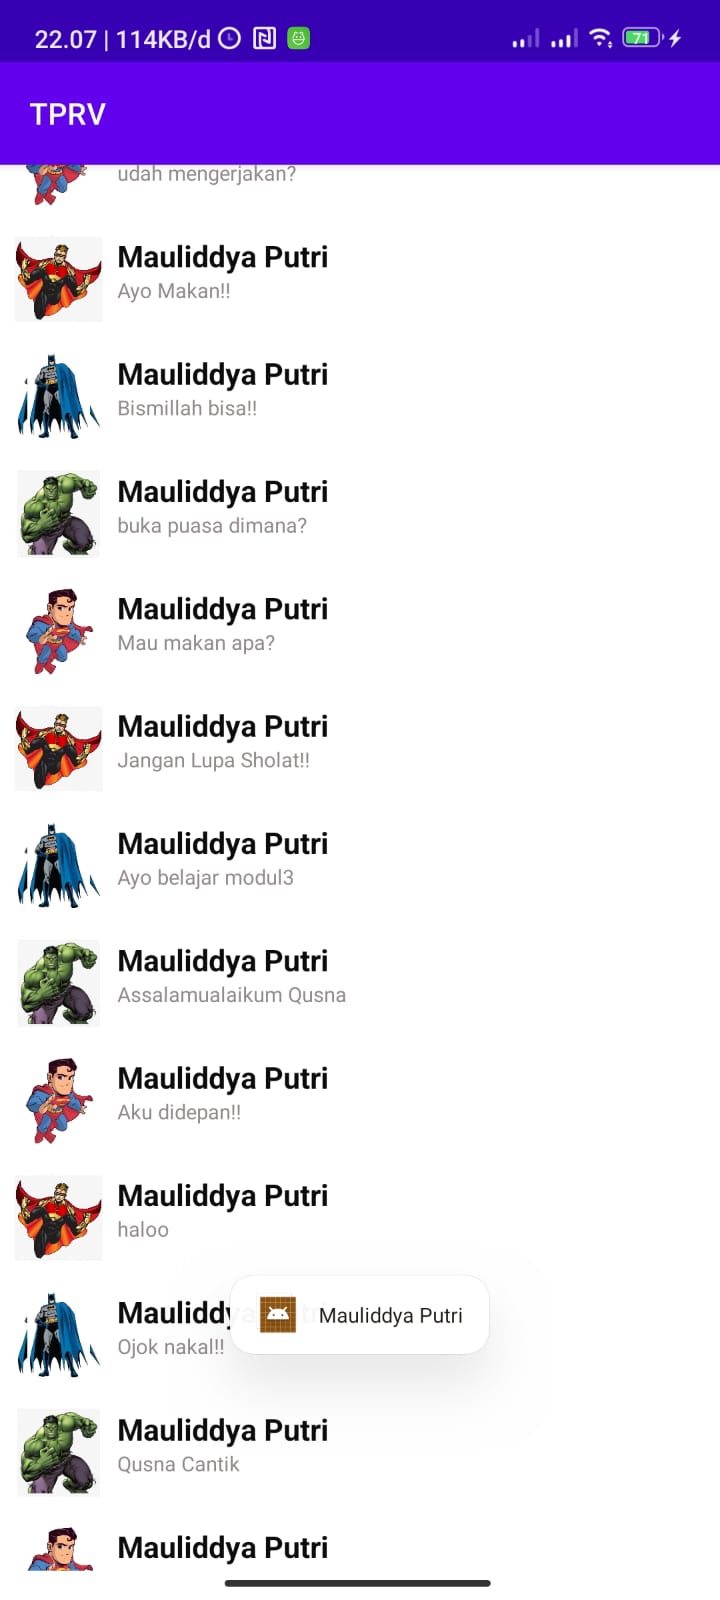 22.07 | 114KB/d
71
TPRV
udah mengerjakan?
Mauliddya Putri
Ayo Makan!!
Mauliddya Putri
Bismillah bisa!!
Mauliddya Putri
buka puasa dimana?
Mauliddya Putri
Mau makan apa?
Mauliddya Putri
Jangan Lupa Sholat!!
Mauliddya Putri
Ayo belajar modul3
Mauliddya Putri
Assalamualaikum Qusna
Mauliddya Putri
Aku didepan!!
Mauliddya Putri
haloo
Mauliddya Putri
Mauliddya Putri
Ojok nakal!!
Mauliddya Putri
Qusna Cantik
Mauliddya Putri